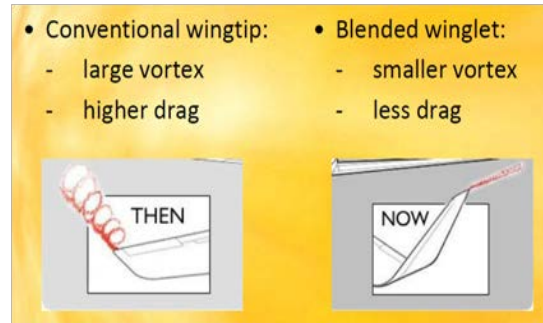 • Conventional wingtip:
- large vortex
- higher drag
THEN
• Blended winglet:
- smaller vortex
- less drag
NOW